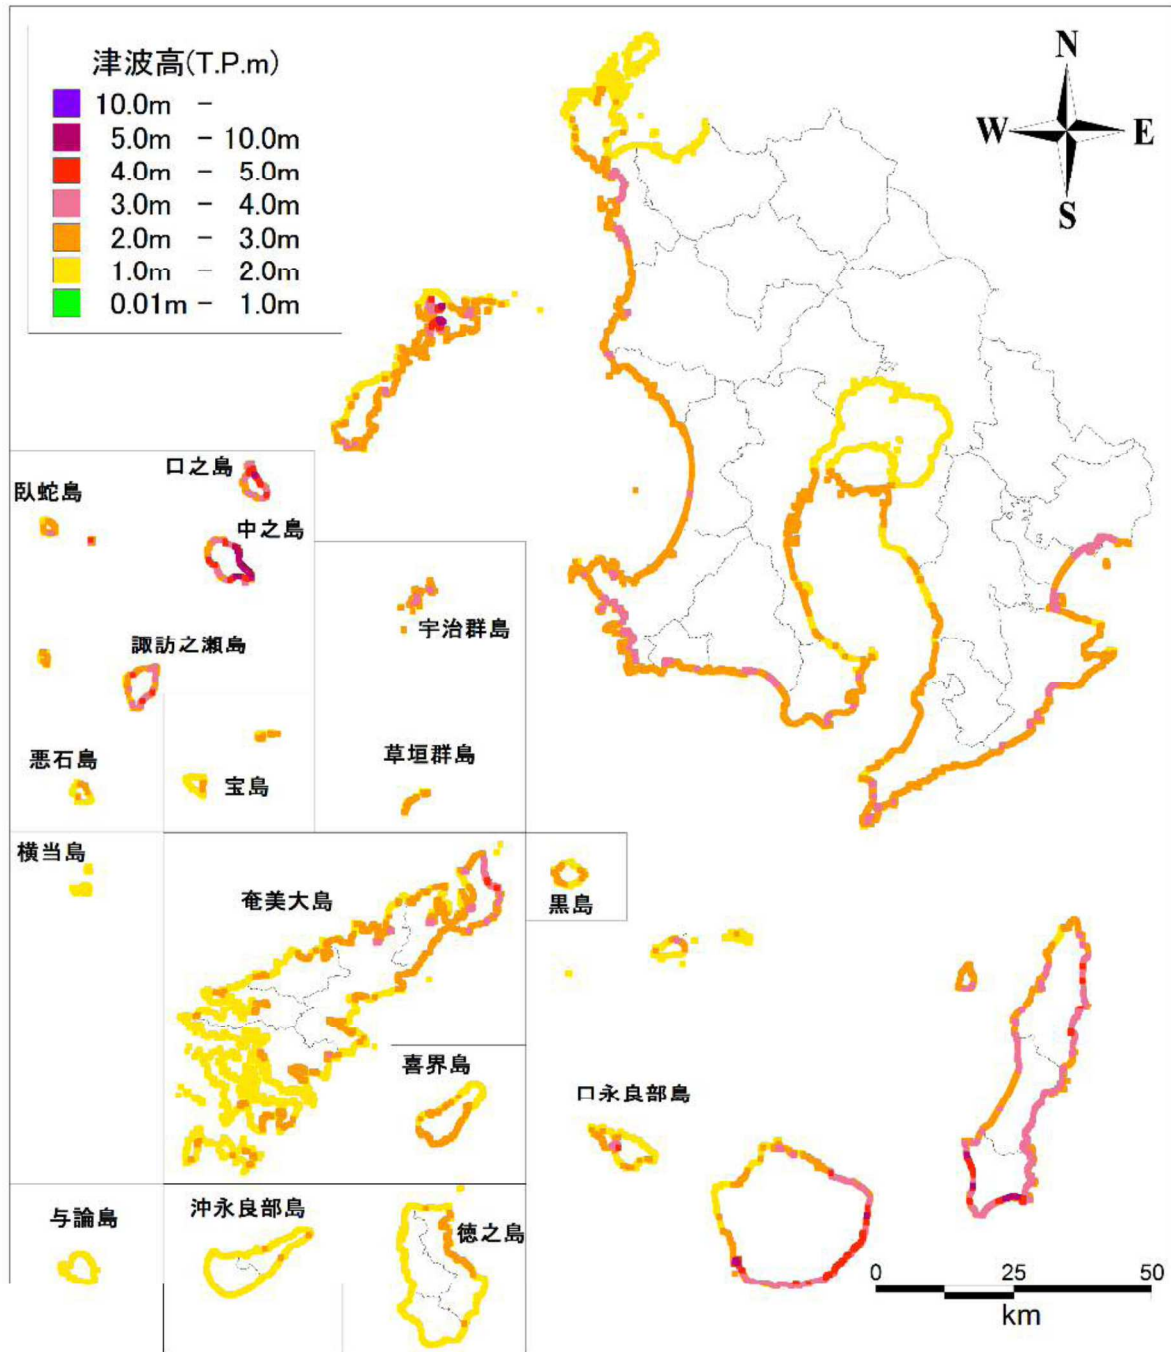 津波高(T.P.m)
10.0m -
5.0m - 10.0m
4.0m - 5.0m
3.0m - 4.0m
2.0m - 3.0m
1.0m - 2.0m
0.01m - 1.0m
N
W E
S
口之島
臥蛇島
中之島
宇治群島
諏訪之瀬島
悪石島
宝島
草垣群島
横当島
奄美大島
黒島
喜界島
口永良部島
与論島
沖永良部島
徳之島
0 25 50
km